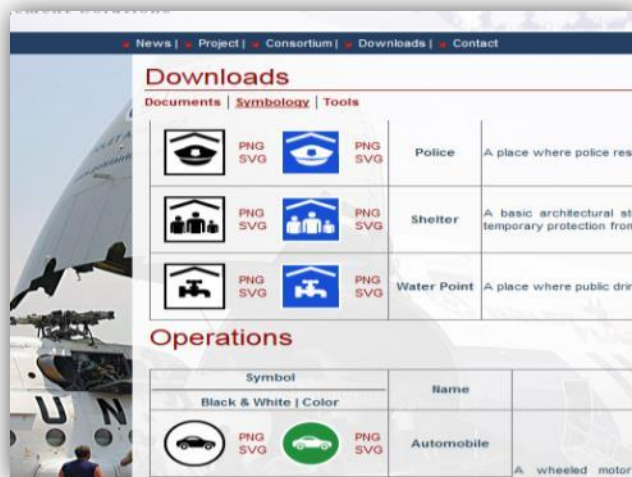 News | Project | Consortium | Downloads | Contact
Downloads
Documents | Symbology | Tools
PNG PNG
SVG SVG
Police
A place where police res
PNG PNG
SVG SVG
Shelter
A basic architectural st
temporary protection from
PNG PNG
SVG SVG
Water Point
A place where public drin
Operations
Symbol
Black & White | Color
Name
PNG PNG
SVG SVG
Automobile
A wheeled motor
U N